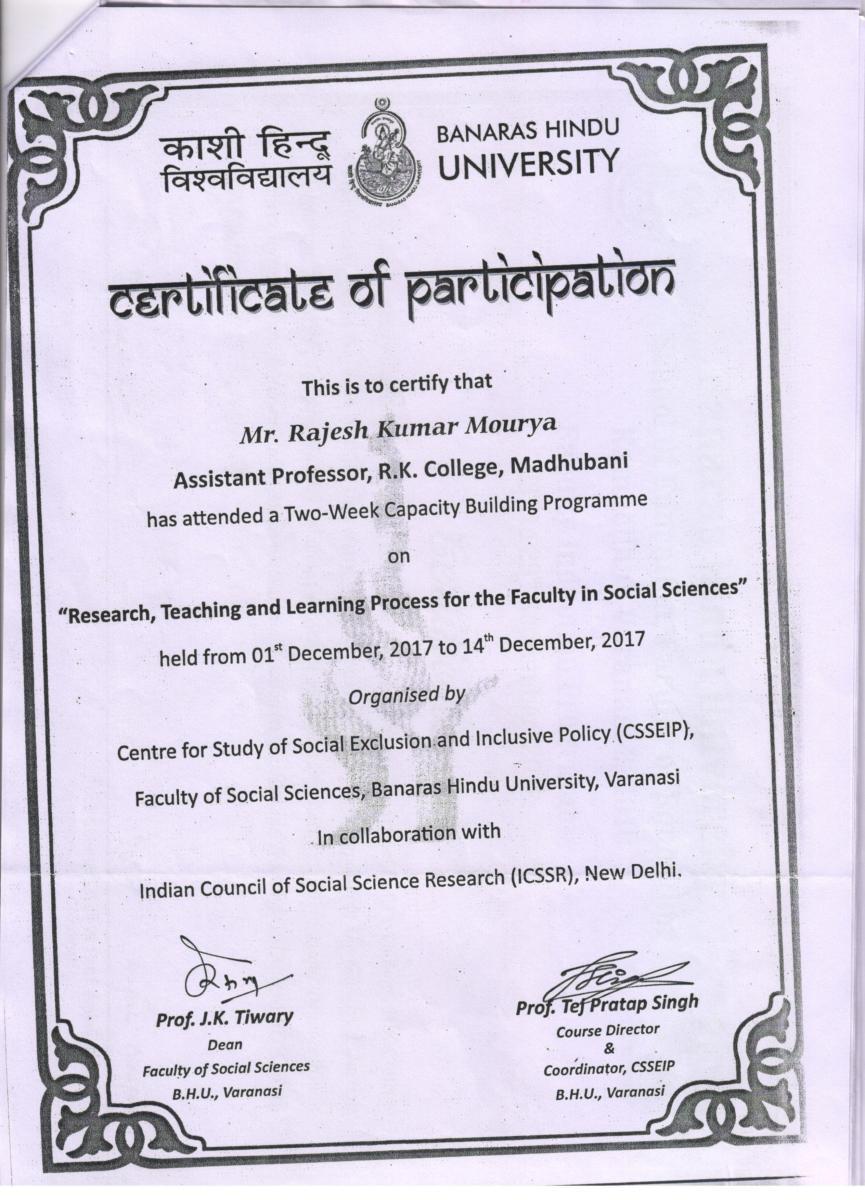 काशी हिन्दू
विश्वविद्यालय
BANARAS HINDU
UNIVERSITY
certificate of participation
This is to certify that
Mr. Rajesh Kumar Mourya
Assistant Professor, R.K. College, Madhubani
has attended a Two-Week Capacity Building Programme
on
“Research, Teaching and Learning Process for the Faculty in Social Sciences”
held from 01st December, 2017 to 14th December, 2017
Organised by
Centre for Study of Social Exclusion and Inclusive Policy (CSSEIP),
Faculty of Social Sciences, Banaras Hindu University, Varanasi
In collaboration with
Indian Council of Social Science Research (ICSSR), New Delhi.
Prof. J.K. Tiwary
Dean
Faculty of Social Sciences
B.H.U., Varanasi
Prof. Tej Pratap Singh
Course Director
&
Coordinator, CSSEIP
B.H.U., Varanasi